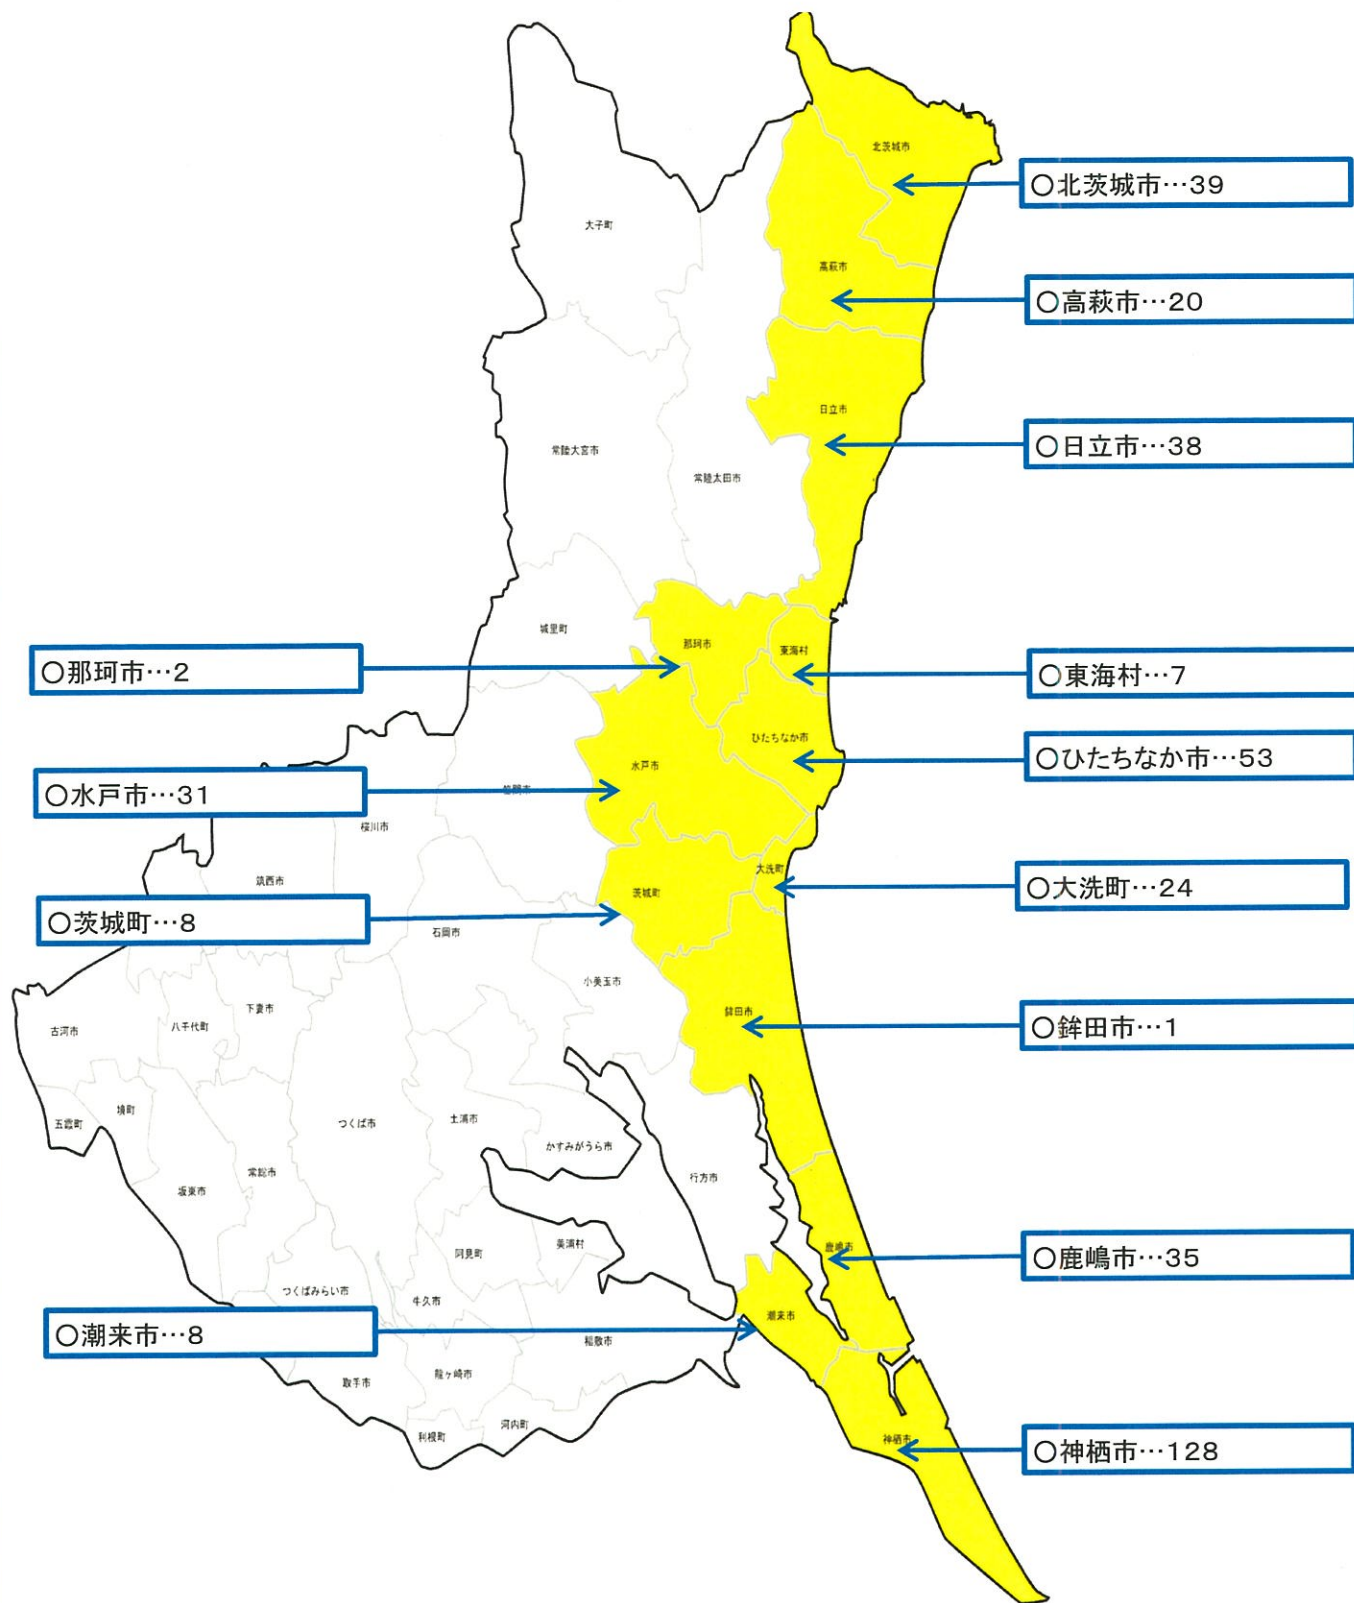 北茨城市
○北茨城市…39
大子町
高萩市
○高萩市…20
日立市
○日立市…38
常陸大宮市
常陸太田市
城里町
那珂市
東海村
○那珂市…2
○東海村…7
ひたちなか市
○ひたちなか市…53
水戸市
○水戸市…31
桜川市
筑西市
大洗町
○大洗町…24
茨城町
○茨城町…8
石岡市
小美玉市
下妻市
八千代町
古河市
鉾田市
○鉾田市…1
境町
五霞町
つくば市
土浦市
かすみがうら市
常総市
坂東市
行方市
阿見町
美浦村
鹿嶋市
○鹿嶋市…35
つくばみらい市
牛久市
潮来市
○潮来市…8
稲敷市
取手市
龍ヶ崎市
河内町
利根町
神栖市
○神栖市…128